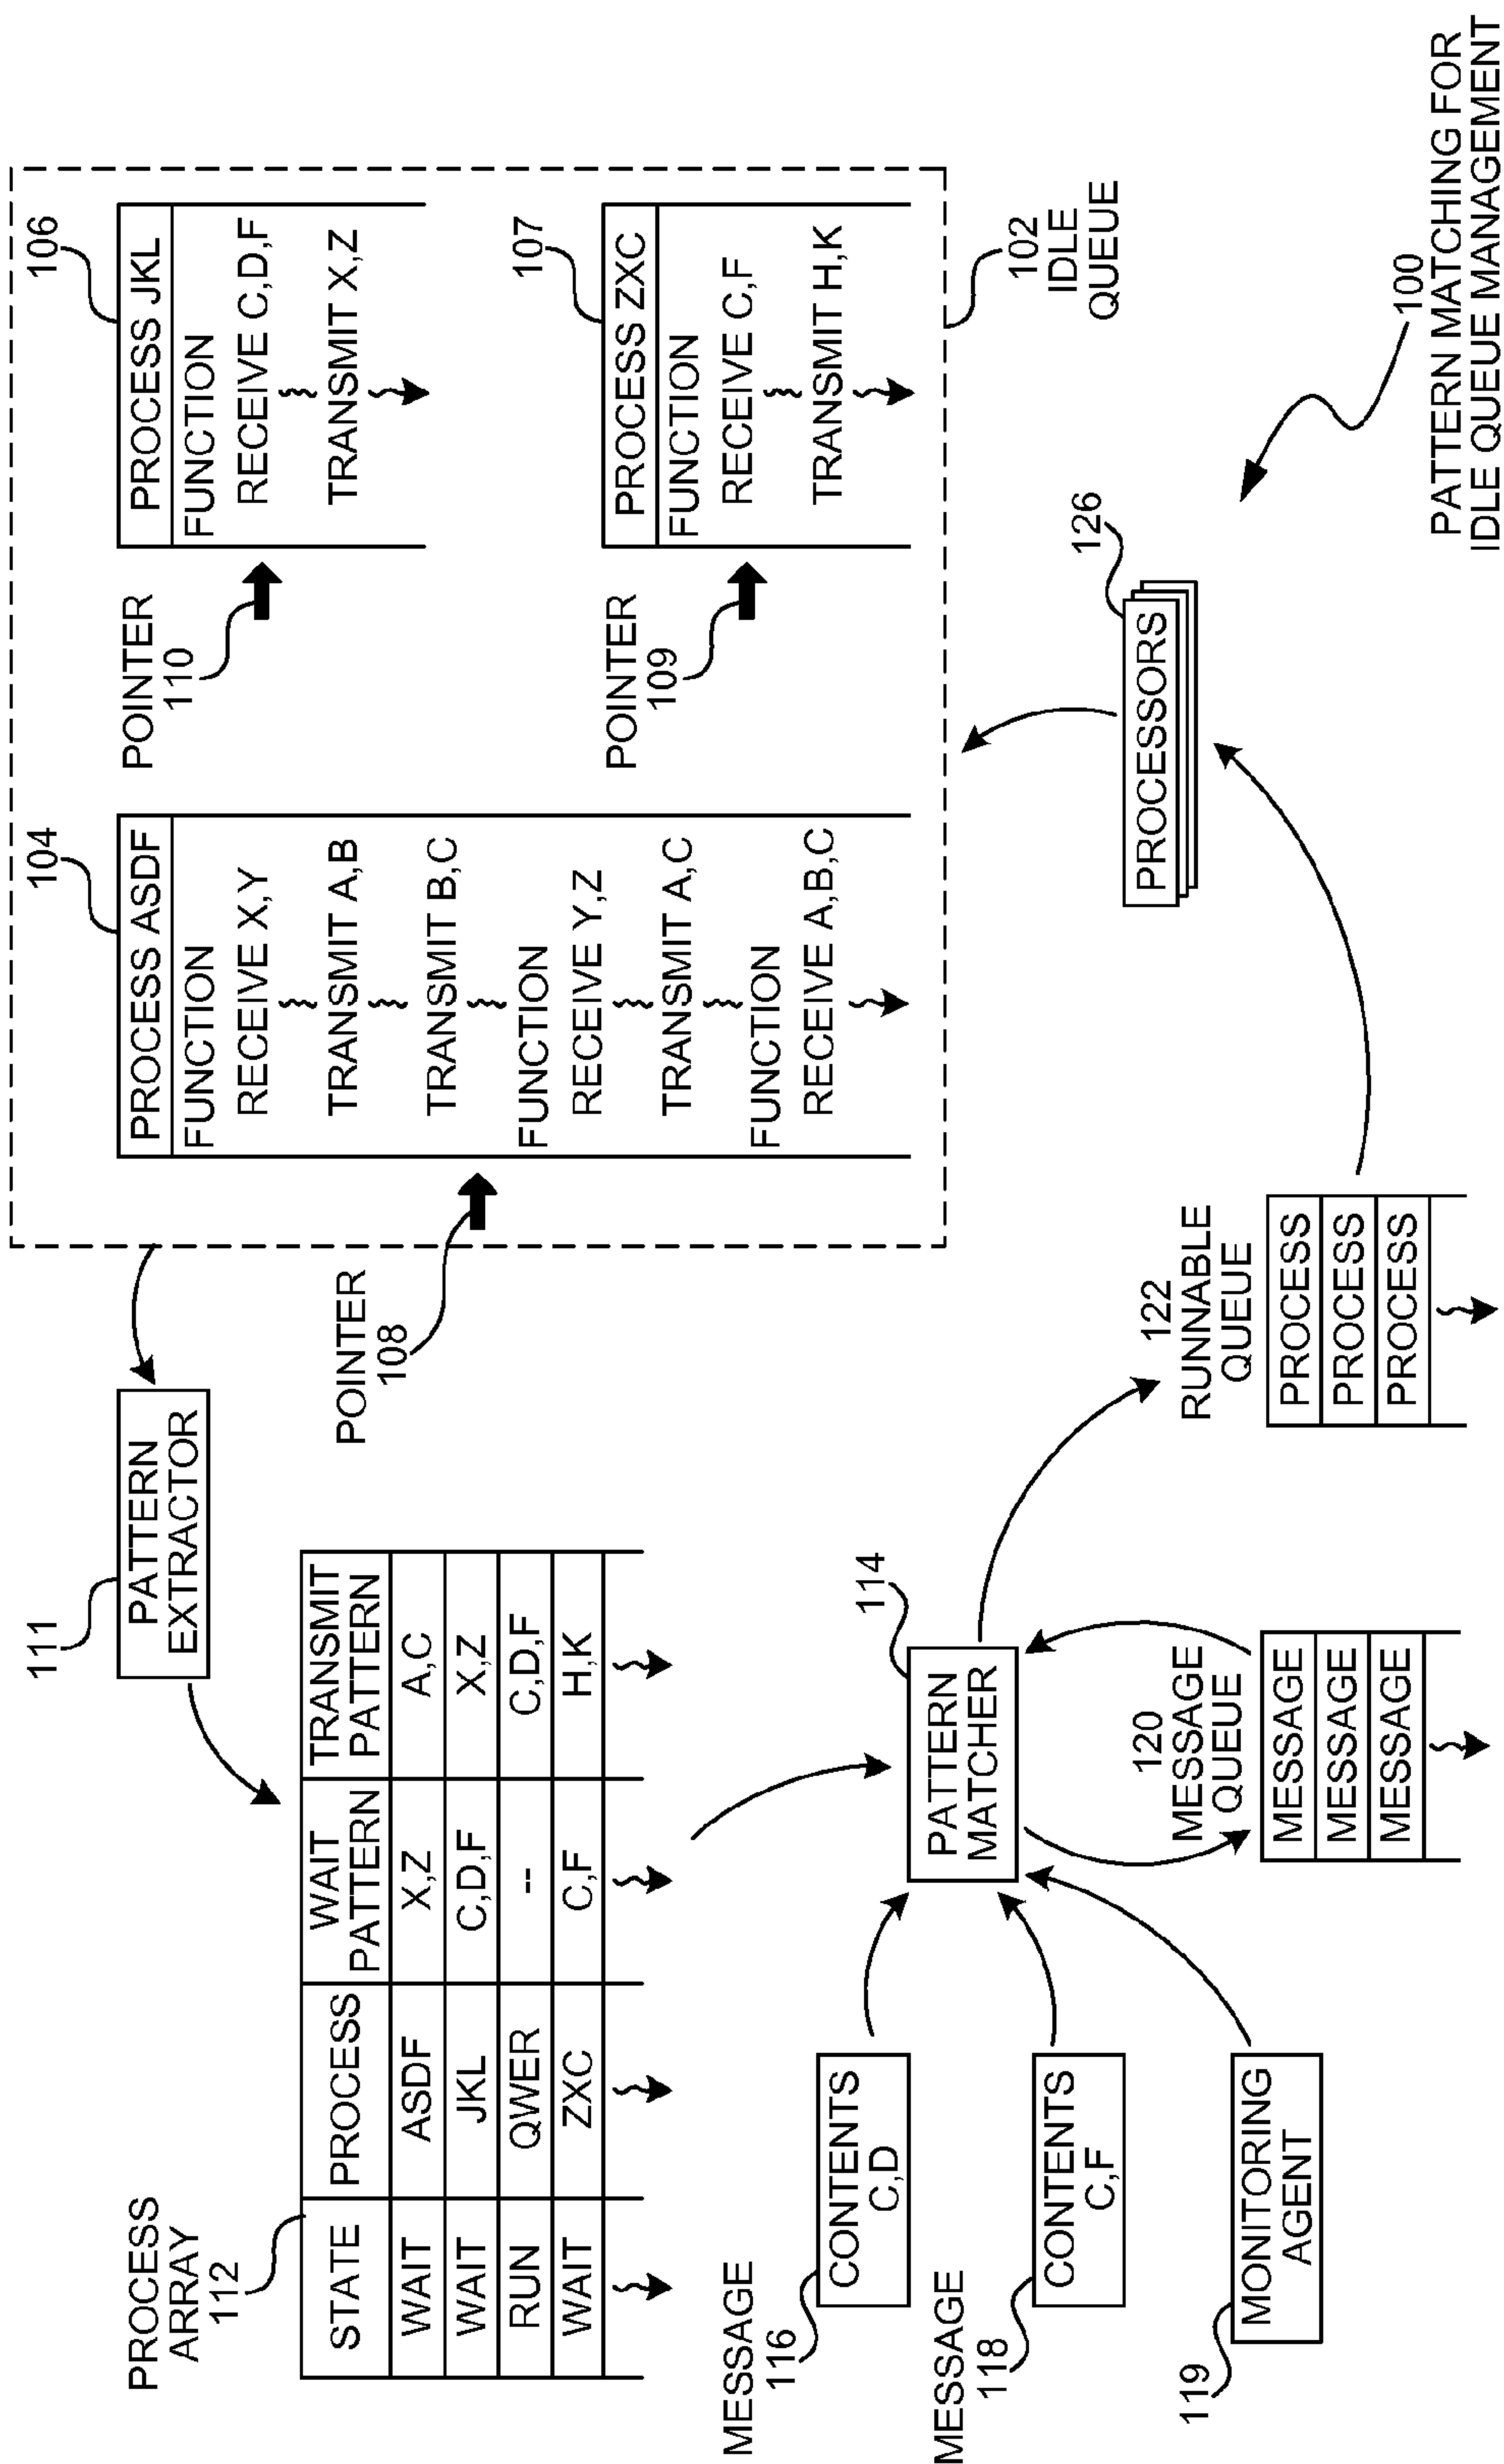 PROCESS
ARRAY
112
STATE PROCESS WAIT
PATTERN TRANSMIT
PATTERN
WAIT ASDF X,Z A,C
WAIT JKL C,D,F X,Z
RUN QWER -- C,D,F
WAIT ZXC C,F H,K
111
PATTERN
EXTRACTOR
POINTER
108
104
PROCESS ASDF
FUNCTION
RECEIVE X,Y
TRANSMIT A,B
TRANSMIT B,C
FUNCTION
RECEIVE Y,Z
TRANSMIT A,C
FUNCTION
RECEIVE A,B,C
POINTER
110
106
PROCESS JKL
FUNCTION
RECEIVE C,D,F
TRANSMIT X,Z
POINTER
109
107
PROCESS ZXC
FUNCTION
RECEIVE C,F
TRANSMIT H,K
102
IDLE
QUEUE
MESSAGE
116
CONTENTS
C,D
MESSAGE
118
CONTENTS
C,F
119
MONITORING
AGENT
114
PATTERN
MATCHER
120
MESSAGE
QUEUE
MESSAGE
MESSAGE
MESSAGE
122
RUNNABLE
QUEUE
PROCESS
PROCESS
PROCESS
126
PROCESSORS
100
PATTERN MATCHING FOR
IDLE QUEUE MANAGEMENT